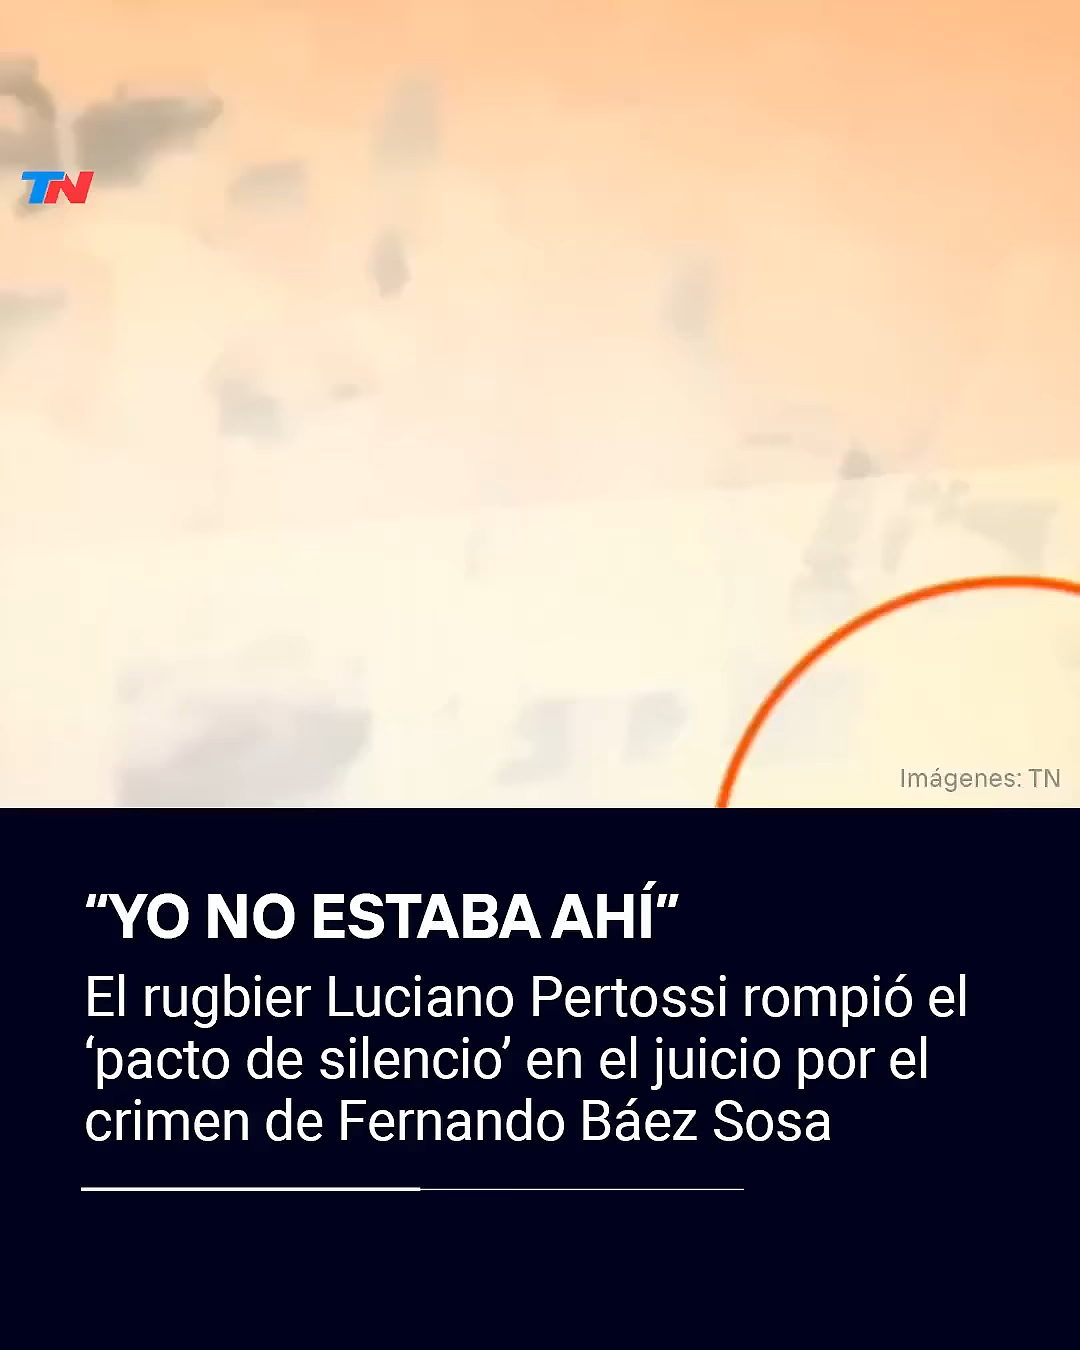 TN
Imágenes: TN
“YO NO ESTABA AHÍ”
El rugbier Luciano Pertossi rompió el
‘pacto de silencio’ en el juicio por el
crimen de Fernando Báez Sosa